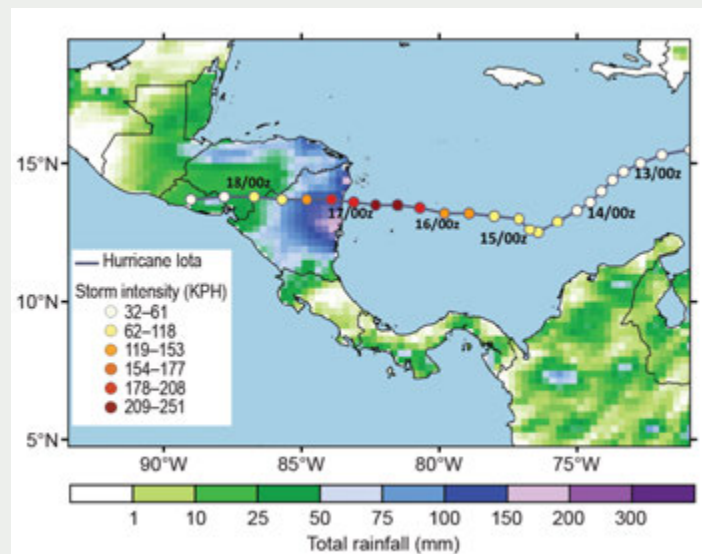 15°N
10°N
5°N
18/00z
17/00z
16/00z
15/00z
14/00z
13/00z
Hurricane Iota
Storm intensity (KPH)
32–61
62–118
119–153
154–177
178–208
209–251
90°W 85°W 80°W 75°W
1 10 25 50 75 100 150 200 300
Total rainfall (mm)